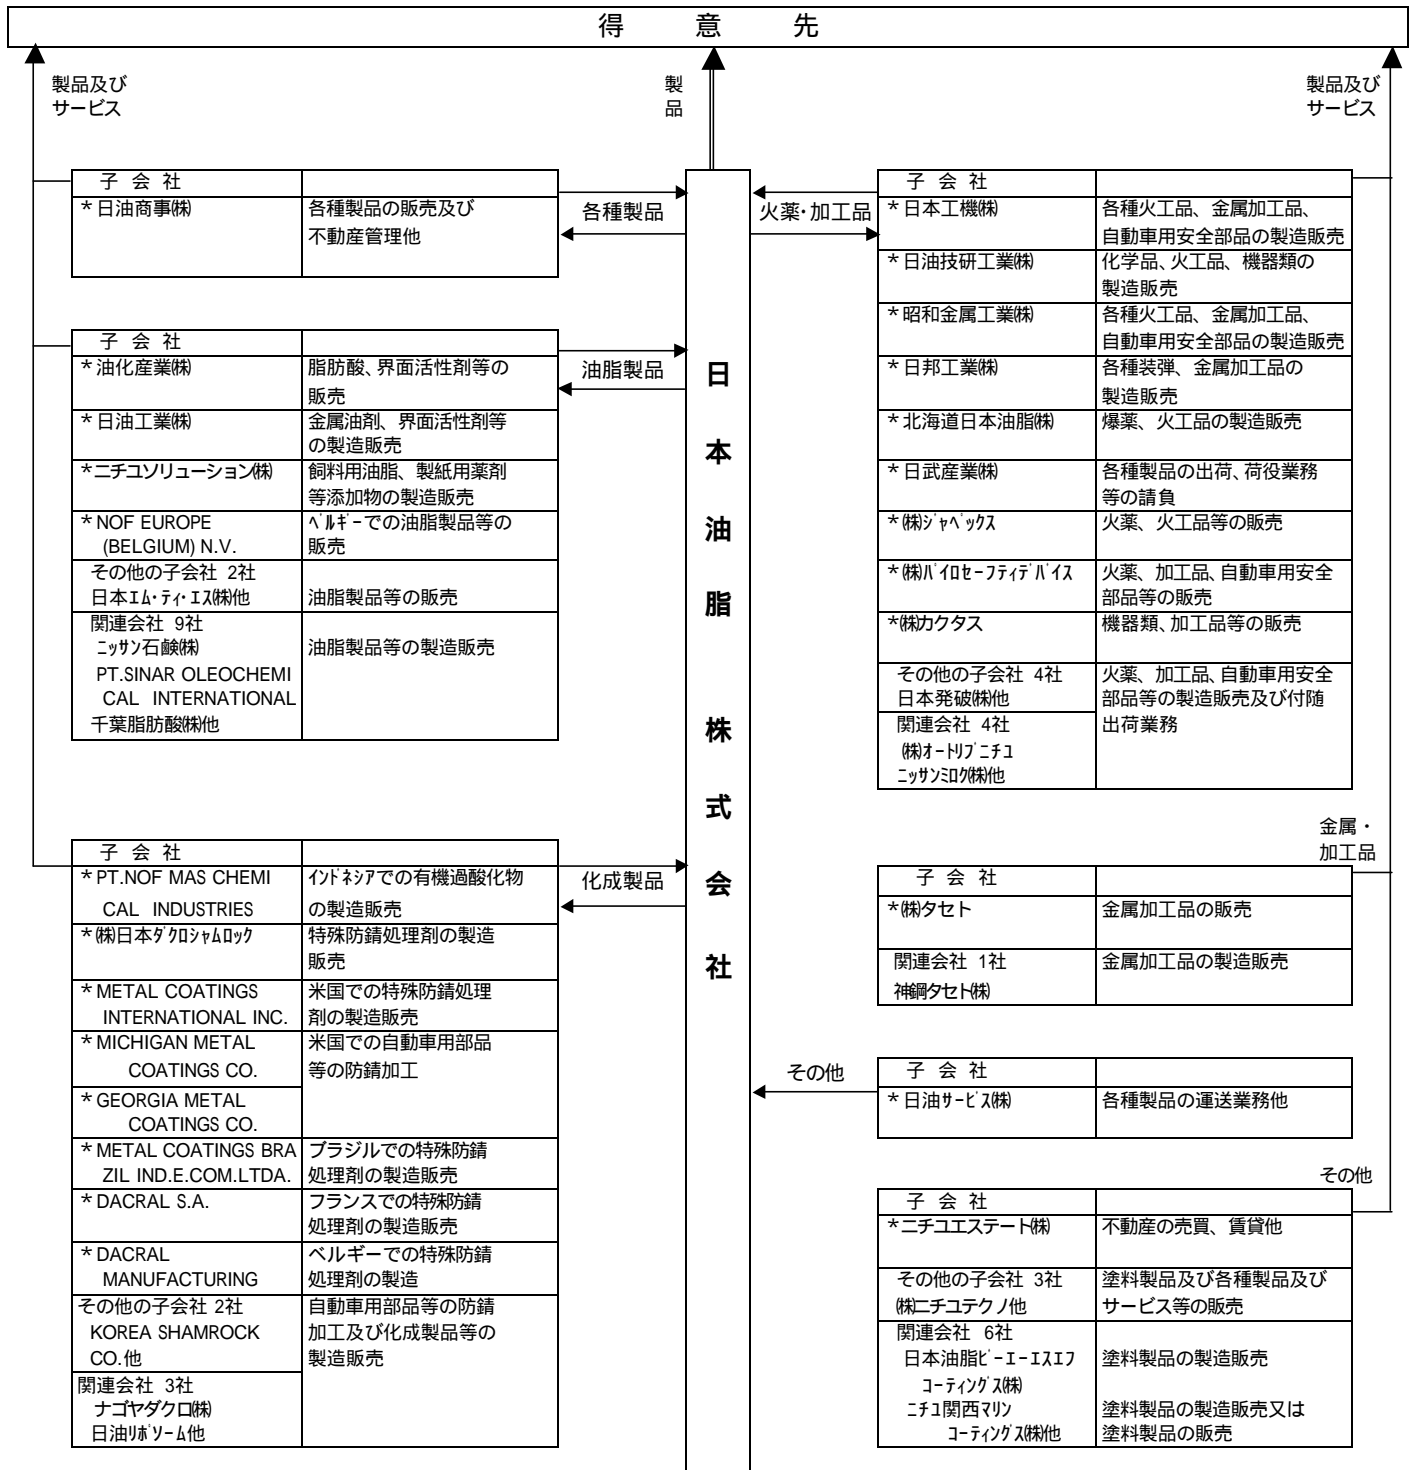 得意先
製品及び
サービス
製
品
製品及び
サービス
子会社
*日油商事㈱ 各種製品の販売及び
不動産管理他
各種製品
子会社
*油化産業㈱ 脂肪酸、界面活性剤等の
販売
*日油工業㈱ 金属油剤、界面活性剤等
の製造販売
*ニチユソリューション㈱ 飼料用油脂、製紙用薬剤
等添加物の製造販売
*NOF EUROPE ベルギーでの油脂製品等の
(BELGIUM) N.V. 販売
その他の子会社 2社
日本エム・ティ・エス㈱他 油脂製品等の販売
関連会社 9社
ニッサン石鹸㈱ 油脂製品等の製造販売
PT.SINAR OLEOCHEMI
CAL INTERNATIONAL
千葉脂肪酸㈱他
油脂製品
子会社
*PT.NOF MAS CHEMI インドネシアでの有機過酸化物
CAL INDUSTRIES の製造販売
*㈱日本ダクロシャムロック 特殊防錆処理剤の製造
販売
*METAL COATINGS 米国での特殊防錆処理
INTERNATIONAL INC. 剤の製造販売
*MICHIGAN METAL 米国での自動車用部品
COATINGS CO. 等の防錆加工
*GEORGIA METAL
COATINGS CO.
*METAL COATINGS BRA ブラジルでの特殊防錆
ZIL IND.E.COM.LTDA. 処理剤の製造販売
*DACRAL S.A. フランスでの特殊防錆
処理剤の製造販売
*DACRAL ベルギーでの特殊防錆
MANUFACTURING 処理剤の製造
その他の子会社 2社 自動車用部品等の防錆
KOREA SHAMROCK 加工及び化成製品等の
CO.他 製造販売
関連会社 3社
ナゴヤダクロ㈱
日油リポソーム他
化成製品
日本油脂株式会社
火薬・加工品
子会社
*日本工機㈱ 各種火工品、金属加工品、
自動車用安全部品の製造販売
*日油技研工業㈱ 化学品、火工品、機器類の
製造販売
*昭和金属工業㈱ 各種火工品、金属加工品、
自動車用安全部品の製造販売
*日邦工業㈱ 各種装弾、金属加工品の
製造販売
*北海道日本油脂㈱ 爆薬、火工品の製造販売
*日武産業㈱ 各種製品の出荷、荷役業務
等の請負
*㈱ジャペックス 火薬、火工品等の販売
*㈱パイロセーフティデバイス 火薬、加工品、自動車用安全
部品等の販売
*㈱カクタス 機器類、加工品等の販売
その他の子会社 4社 火薬、加工品、自動車用安全
日本発破㈱他 部品等の製造販売及び付随
関連会社 4社 出荷業務
㈱オートリブニチユ
ニッサンミロク㈱他
金属・
加工品
子会社
*㈱タセト 金属加工品の販売
関連会社 1社 金属加工品の製造販売
神鋼タセト㈱
その他
子会社
*日油サービス㈱ 各種製品の運送業務他
その他
子会社
*ニチユエステート㈱ 不動産の売買、賃貸他
その他の子会社 3社 塗料製品及び各種製品及び
㈱ニチユテクノ他 サービス等の販売
関連会社 6社
日本油脂ビーエーエスエフ 塗料製品の製造販売
コーティングス㈱
ニチユ関西マリン 塗料製品の製造販売又は
コーティングス㈱他 塗料製品の販売